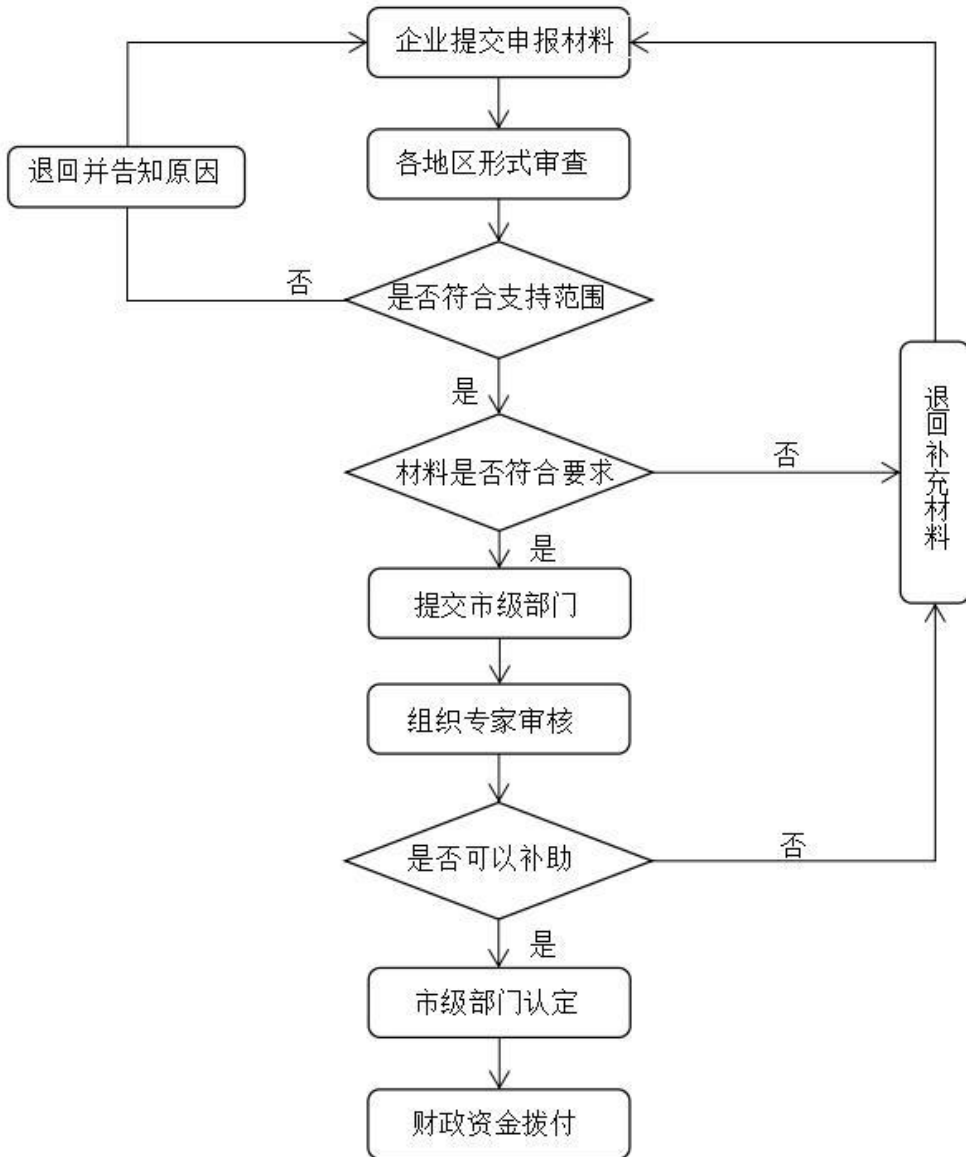 企业提交申报材料
各地区形式审查
退回并告知原因
否
是否符合支持范围
是
材料是否符合要求
否
退回补充材料
是
提交市级部门
组织专家审核
是否可以补助
否
是
市级部门认定
财政资金拨付